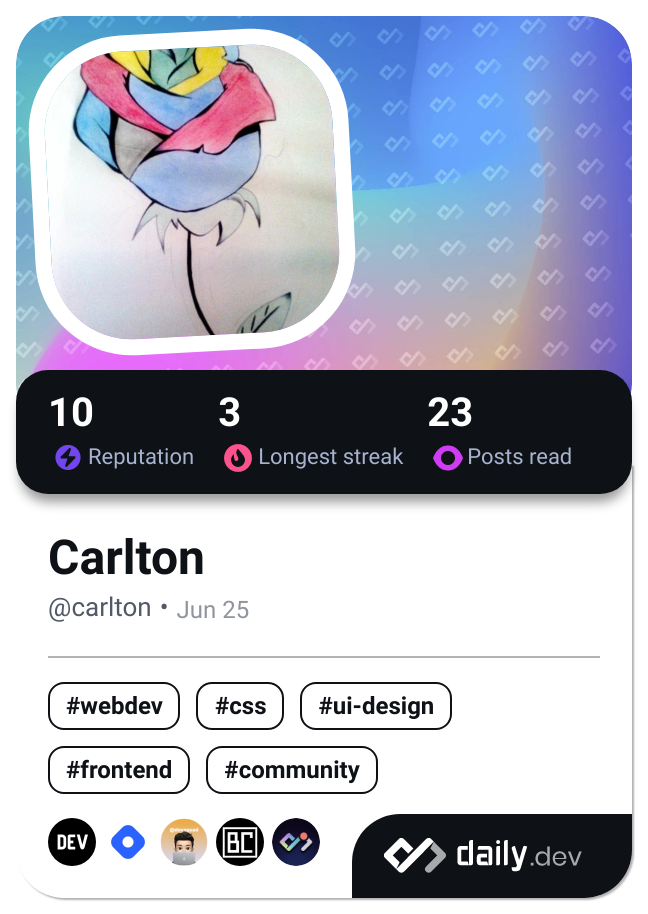 10 3 23
Reputation Longest streak Posts read
Carlton
@carlton • Jun 25
#webdev #css #ui-design
#frontend #community
DEV BC daily.dev